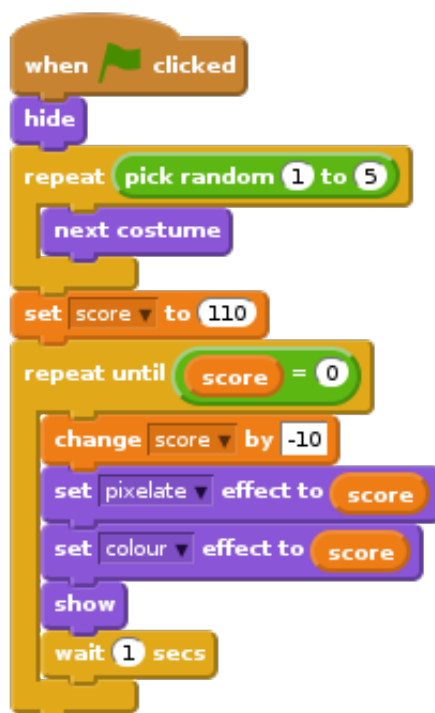 when clicked
hide
repeat pick random 1 to 5
next costume
set score to 110
repeat until score = 0
change score by -10
set pixelate effect to score
set colour effect to score
show
wait 1 secs